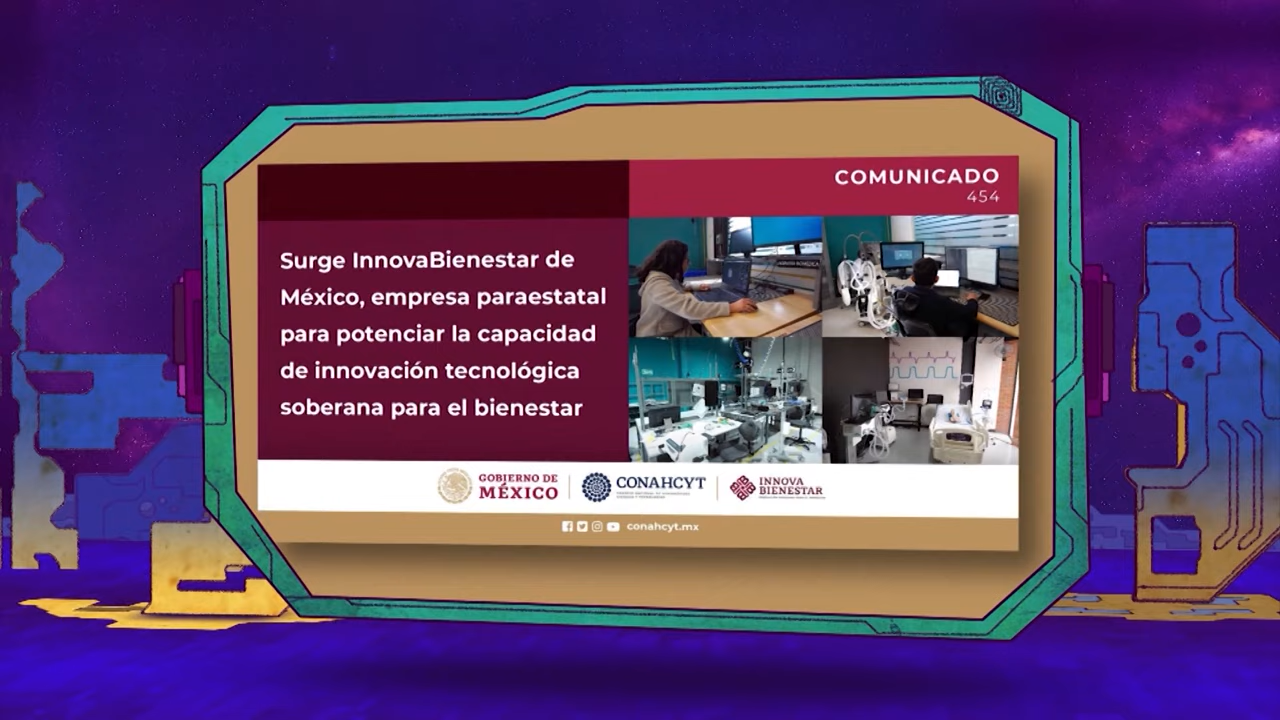 COMUNICADO
454
Surge InnovaBienestar de
México, empresa paraestatal
para potenciar la capacidad
de innovación tecnológica
soberana para el bienestar
GOBIERNO DE
MÉXICO
CONAHCYT
INNOVA
BIENESTAR
conahcyt.mx